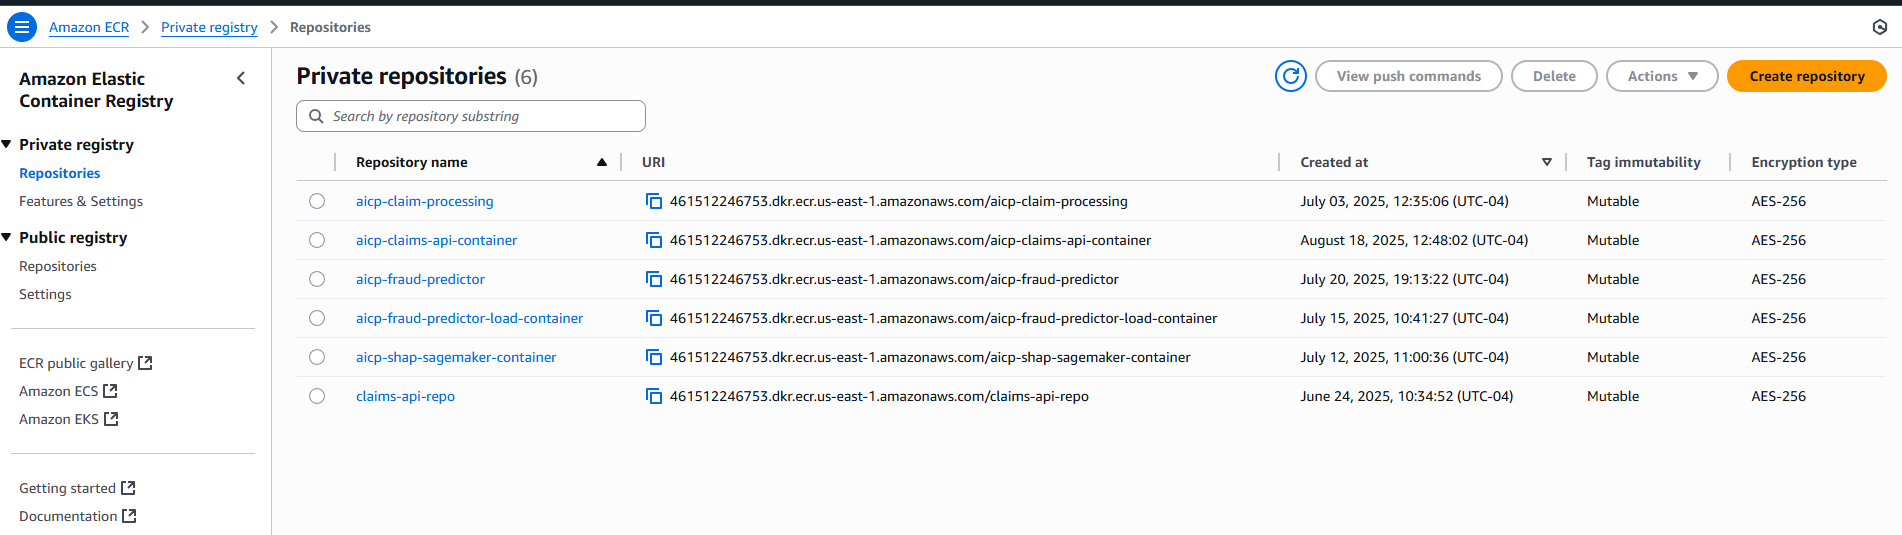 Amazon ECR > Private registry > Repositories
Amazon Elastic
Container Registry
Private registry
Repositories
Features & Settings
Public registry
Repositories
Settings
ECR public gallery
Amazon ECS
Amazon EKS
Getting started
Documentation
Private repositories (6)
View push commands Delete Actions Create repository
Search by repository substring
Repository name URI Created at Tag immutability Encryption type
aicp-claim-processing 461512246753.dkr.ecr.us-east-1.amazonaws.com/aicp-claim-processing July 03, 2025, 12:35:06 (UTC-04) Mutable AES-256
aicp-claims-api-container 461512246753.dkr.ecr.us-east-1.amazonaws.com/aicp-claims-api-container August 18, 2025, 12:48:02 (UTC-04) Mutable AES-256
aicp-fraud-predictor 461512246753.dkr.ecr.us-east-1.amazonaws.com/aicp-fraud-predictor July 20, 2025, 19:13:22 (UTC-04) Mutable AES-256
aicp-fraud-predictor-load-container 461512246753.dkr.ecr.us-east-1.amazonaws.com/aicp-fraud-predictor-load-container July 15, 2025, 10:41:27 (UTC-04) Mutable AES-256
aicp-shap-sagemaker-container 461512246753.dkr.ecr.us-east-1.amazonaws.com/aicp-shap-sagemaker-container July 12, 2025, 11:00:36 (UTC-04) Mutable AES-256
claims-api-repo 461512246753.dkr.ecr.us-east-1.amazonaws.com/claims-api-repo June 24, 2025, 10:34:52 (UTC-04) Mutable AES-256